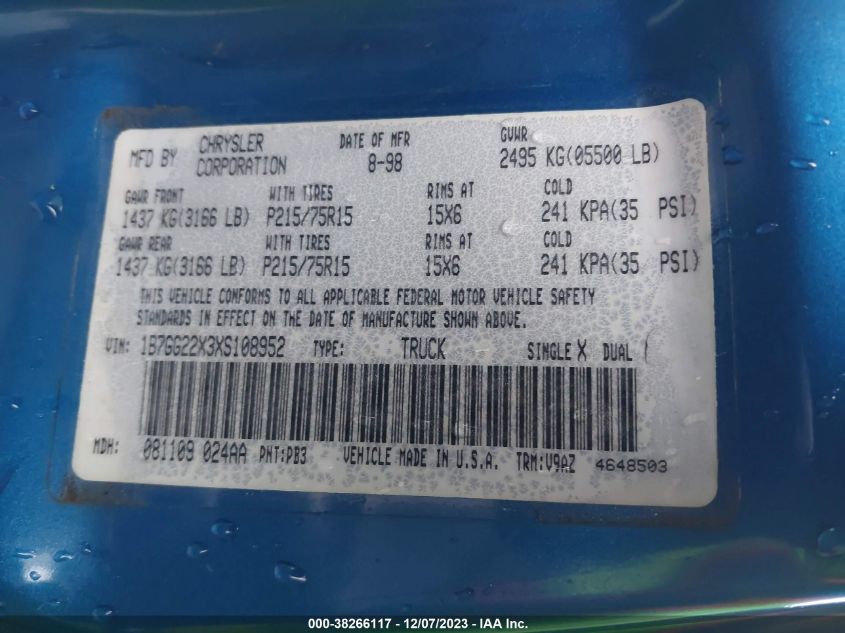 MFD BY CHRYSLER CORPORATION DATE OF MFR 8-98 GVWR 2495 KG(05500 LB)
GAWR FRONT WITH TIRES RIMS AT COLD
1437 KG(3166 LB) P215/75R15 15X6 241 KPA(35 PSI)
GAWR REAR WITH TIRES RIMS AT COLD
1437 KG(3166 LB) P215/75R15 15X6 241 KPA(35 PSI)
THIS VEHICLE CONFORMS TO ALL APPLICABLE FEDERAL MOTOR VEHICLE SAFETY
STANDARDS IN EFFECT ON THE DATE OF MANUFACTURE SHOWN ABOVE.
VIN: 1B7GG22X3XS108952 TYPE: TRUCK SINGLE X DUAL
MDH: 081109 024AA PNT:PB3 VEHICLE MADE IN U.S.A. TRM:V9AZ 4648503
000-38266117 - 12/07/2023 - IAA Inc.